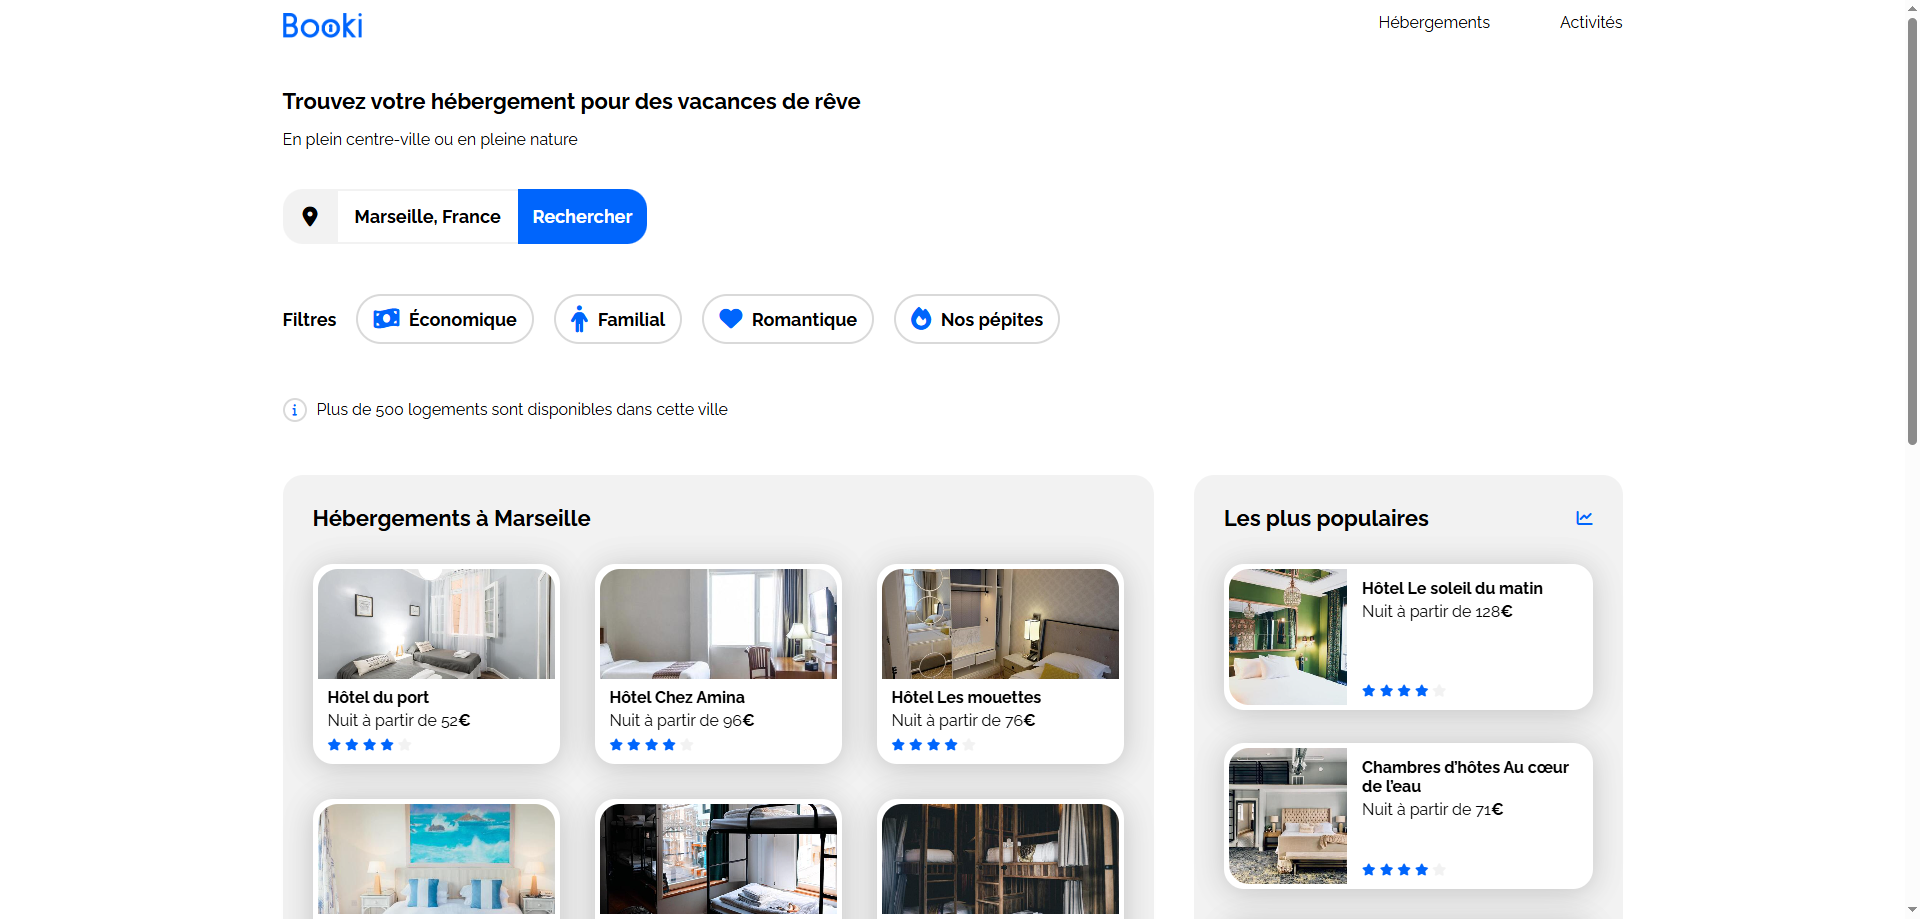 Booki
Hébergements
Activités
Trouvez votre hébergement pour des vacances de rêve
En plein centre-ville ou en pleine nature
Marseille, France
Rechercher
Filtres
Économique
Familial
Romantique
Nos pépites
Plus de 500 logements sont disponibles dans cette ville
Hébergements à Marseille
Hôtel du port
Nuit à partir de 52€
Hôtel Chez Amina
Nuit à partir de 96€
Hôtel Les mouettes
Nuit à partir de 76€
Les plus populaires
Hôtel Le soleil du matin
Nuit à partir de 128€
Chambres d’hôtes Au cœur
de l’eau
Nuit à partir de 71€